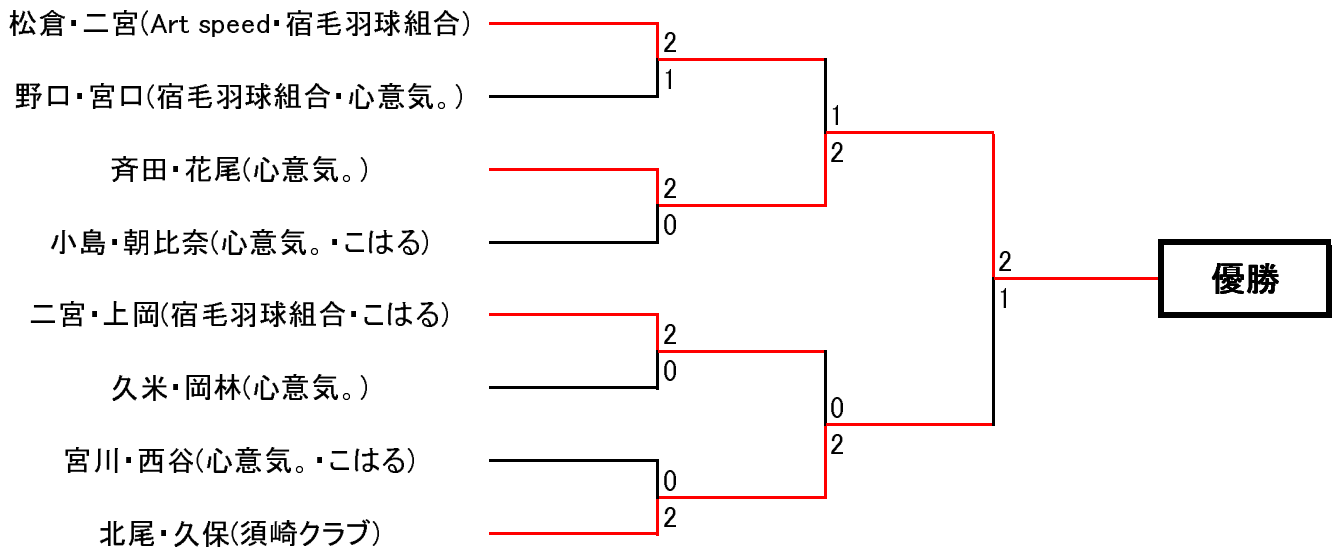 松倉・二宮(Art speed・宿毛羽球組合)
2
1
野口・宮口(宿毛羽球組合・心意気。)
1
2
斉田・花尾(心意気。)
2
0
小島・朝比奈(心意気。・こはる)
2
1
優勝
二宮・上岡(宿毛羽球組合・こはる)
2
0
久米・岡林(心意気。)
0
2
宮川・西谷(心意気。・こはる)
0
2
北尾・久保(須崎クラブ)